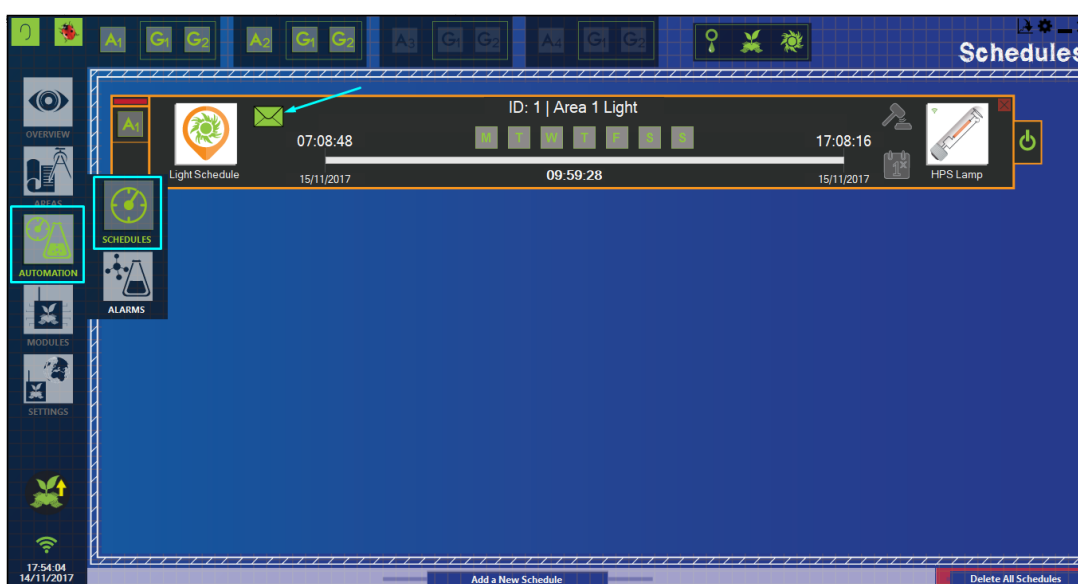 A1 G1 G2 A2 G1 G2 A3 G1 G2 A4 G1 G2
Schedules
OVERVIEW
AREAS
AUTOMATION
MODULES
SETTINGS
17:54:04
14/11/2017
SCHEDULES
ALARMS
A1
Light Schedule
ID: 1 | Area 1 Light
07:08:48
M T W T F S S
17:08:16
15/11/2017
09:59:28
15/11/2017
1x
HPS Lamp
Add a New Schedule
Delete All Schedules